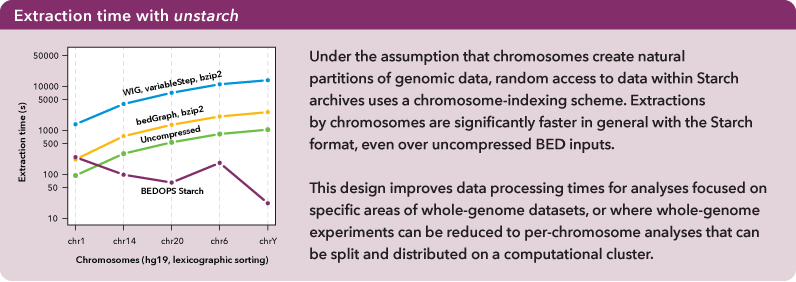 Extraction time with unstarch
50000
10000
5000
1000
500
100
50
10
Extraction time (s)
WIG, variableStep, bzip2
bedGraph, bzip2
Uncompressed
BEDOPS Starch
chr1 chr14 chr20 chr6 chrY
Chromosomes (hg19, lexicographic sorting)
Under the assumption that chromosomes create natural
partitions of genomic data, random access to data within Starch
archives uses a chromosome-indexing scheme. Extractions
by chromosomes are significantly faster in general with the Starch
format, even over uncompressed BED inputs.
This design improves data processing times for analyses focused on
specific areas of whole-genome datasets, or where whole-genome
experiments can be reduced to per-chromosome analyses that can
be split and distributed on a computational cluster.